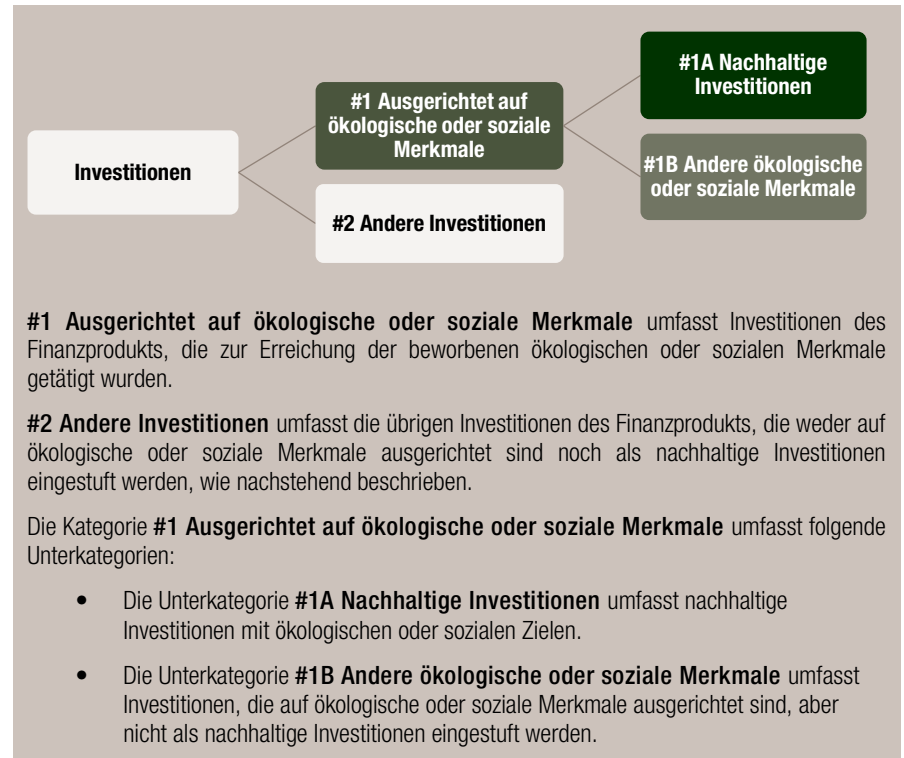 #1A Nachhaltige
Investitionen
#1 Ausgerichtet auf
ökologische oder soziale
Merkmale
Investitionen
#1B Andere ökologische
oder soziale Merkmale
#2 Andere Investitionen
#1 Ausgerichtet auf ökologische oder soziale Merkmale umfasst Investitionen des
Finanzprodukts, die zur Erreichung der beworbenen ökologischen oder sozialen Merkmale
getätigt wurden.
#2 Andere Investitionen umfasst die übrigen Investitionen des Finanzprodukts, die weder auf
ökologische oder soziale Merkmale ausgerichtet sind noch als nachhaltige Investitionen
eingestuft werden, wie nachstehend beschrieben.
Die Kategorie #1 Ausgerichtet auf ökologische oder soziale Merkmale umfasst folgende
Unterkategorien:
• Die Unterkategorie #1A Nachhaltige Investitionen umfasst nachhaltige
Investitionen mit ökologischen oder sozialen Zielen.
• Die Unterkategorie #1B Andere ökologische oder soziale Merkmale umfasst
Investitionen, die auf ökologische oder soziale Merkmale ausgerichtet sind, aber
nicht als nachhaltige Investitionen eingestuft werden.